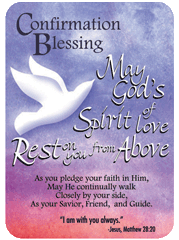 Confirmation
Blessing
May
God's
Spirit of
love
Rest on you from Above
As you pledge your faith in Him,
May He continually walk
Closely by your side,
As your Savior, Friend, and Guide.
"I am with you always."
-Jesus, Matthew 28:20